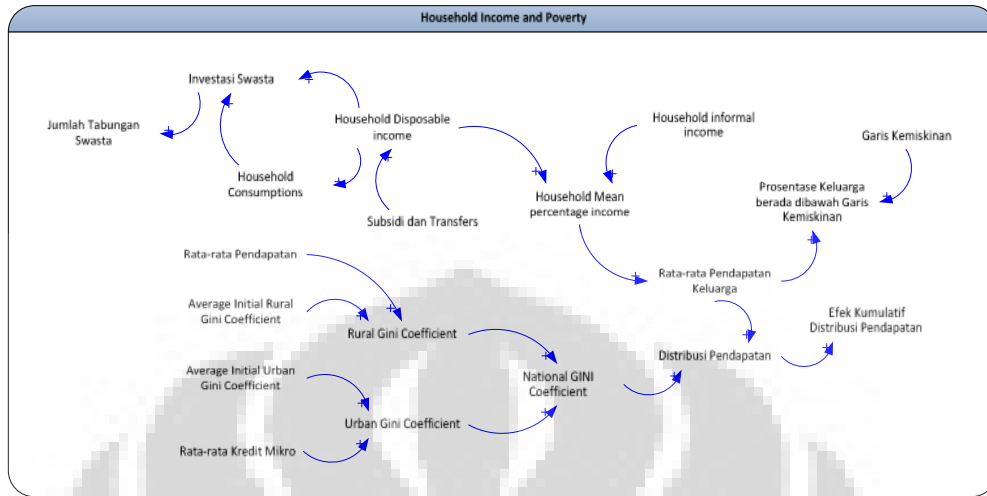 Household Income and Poverty
Investasi Swasta
Jumlah Tabungan
Swasta
Household Disposable
income
Household informal
income
Garis Kemiskinan
Household
Consumptions
Household Mean
percentage income
Prosentase Keluarga
berada dibawah Garis
Kemiskinan
Subsidi dan Transfers
Rata-rata Pendapatan
Rata-rata Pendapatan
Keluarga
Average Initial Rural
Gini Coefficient
Rural Gini Coefficient
Efek Kumulatif
Distribusi Pendapatan
Distribusi Pendapatan
Average Initial Urban
Gini Coefficient
National GINI
Coefficient
Urban Gini Coefficient
Rata-rata Kredit Mikro